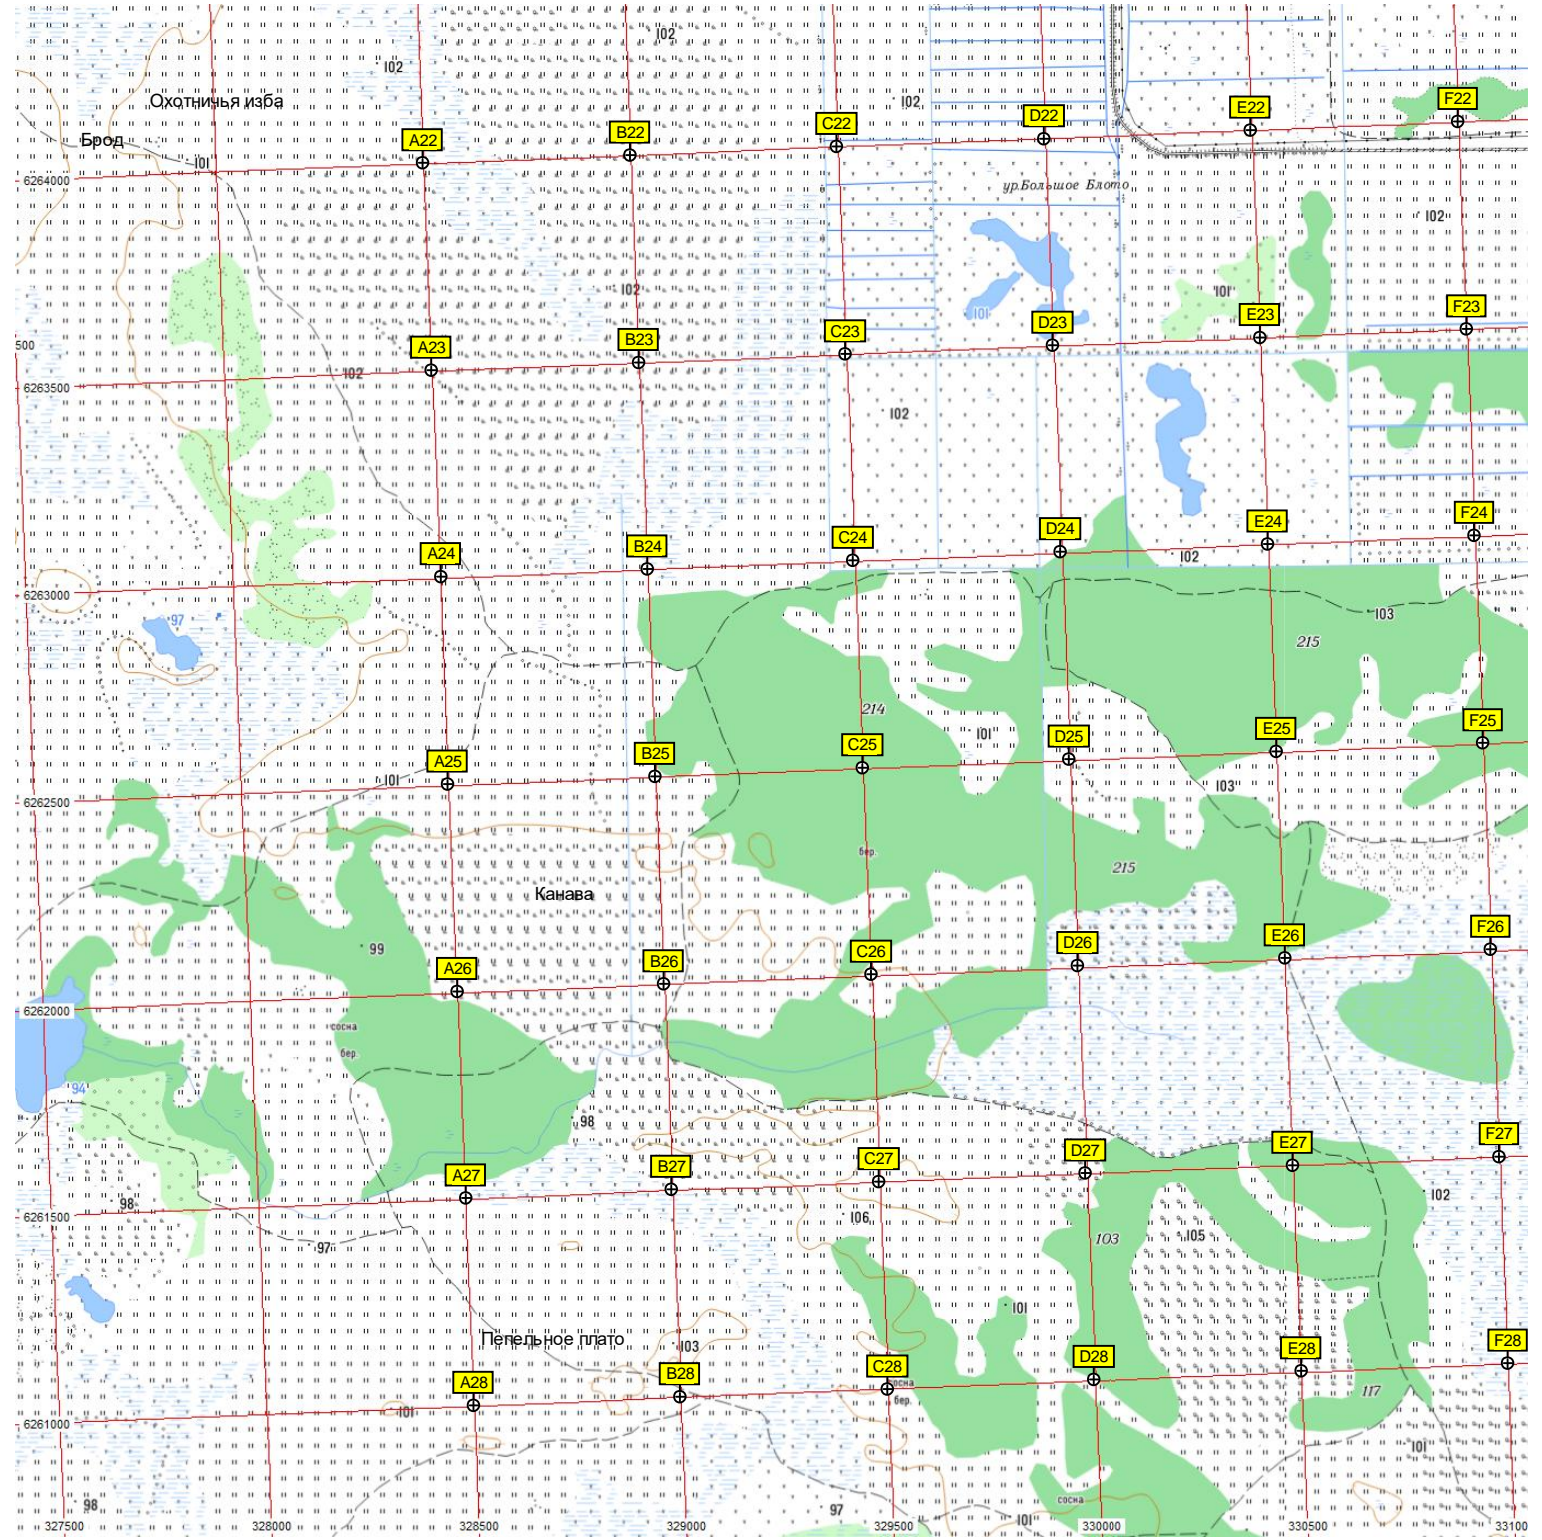 102
102
102
F22
Охотничья изба
E22
D22
C22
B22
A22
Брод
101
6264000
ур.Большое Блото
102
102
101
101
F23
E23
D23
C23
B23
A23
500
102
6263500
102
F24
E24
D24
C24
B24
A24
102
6263000
103
97
215
214
101
F25
E25
D25
C25
B25
A25
101
103
6262500
бер.
215
Канава
F26
E26
D26
C26
B26
A26
99
6262000
сосна
бер.
94
98
F27
E27
D27
C27
B27
A27
98
102
106
6261500
105
103
97
101
Пепельное плато
103
F28
E28
D28
C28
B28
A28
сосна
бер.
117
101
6261000
101
сосна
98
97
101
327500
328000
328500
329000
329500
330000
330500
33100